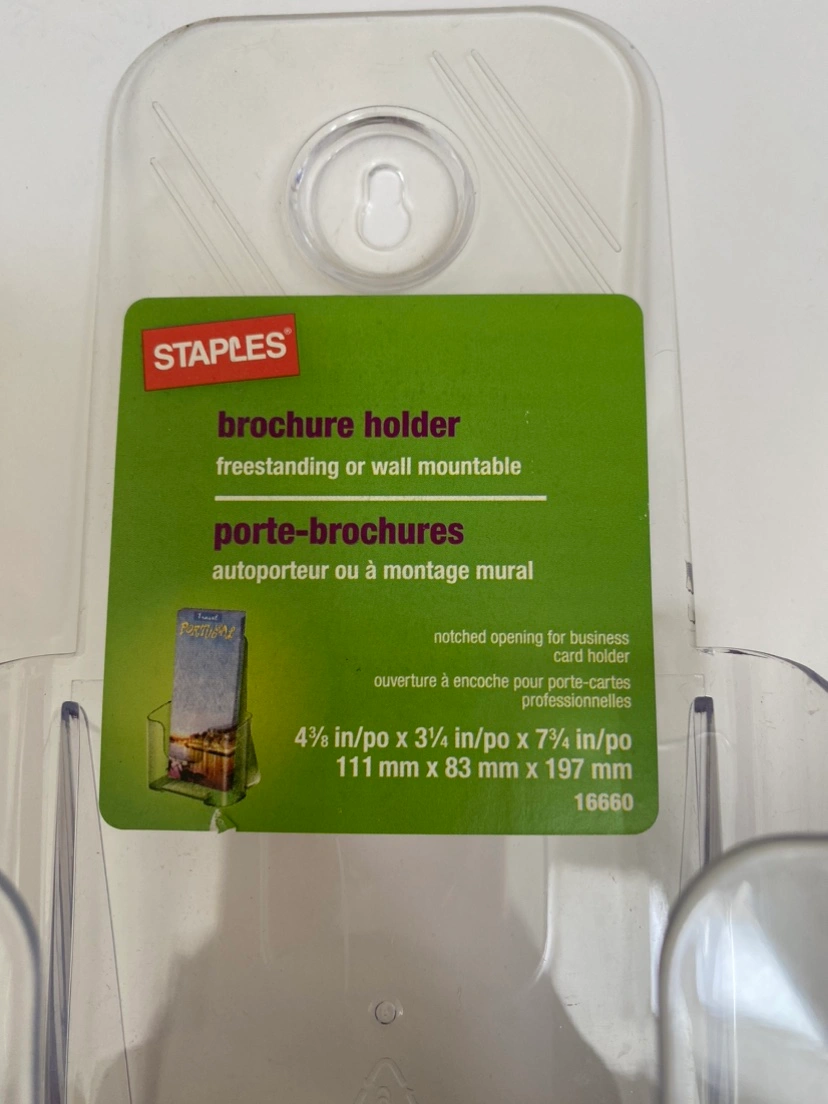 STAPLES®
brochure holder
freestanding or wall mountable
porte-brochures
autoporteur ou à montage mural
Travel
PORTUGAL
notched opening for business
card holder
ouverture à encoche pour porte-cartes
professionnelles
4⅜ in/po x 3¼ in/po x 7¾ in/po
111 mm x 83 mm x 197 mm
16660